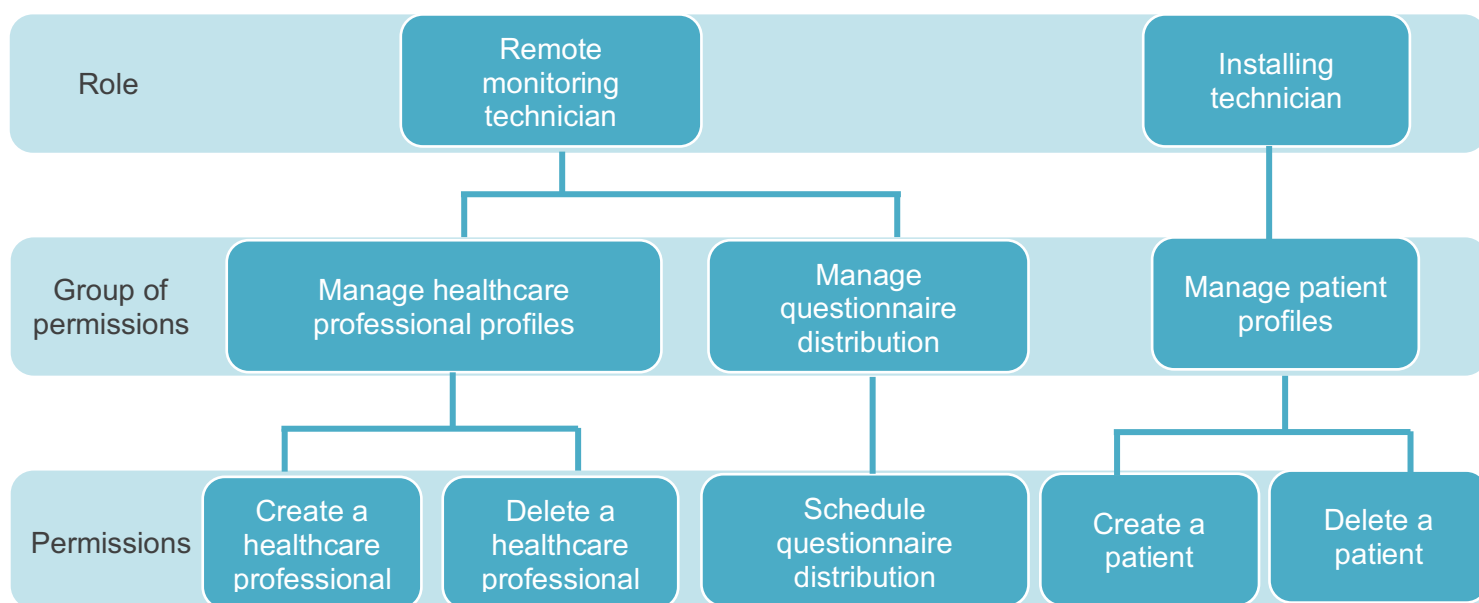 Role
Remote
monitoring
technician
Installing
technician
Group of
permissions
Manage healthcare
professional profiles
Manage
questionnaire
distribution
Manage patient
profiles
Permissions
Create a
healthcare
professional
Delete a
healthcare
professional
Schedule
questionnaire
distribution
Create a
patient
Delete a
patient